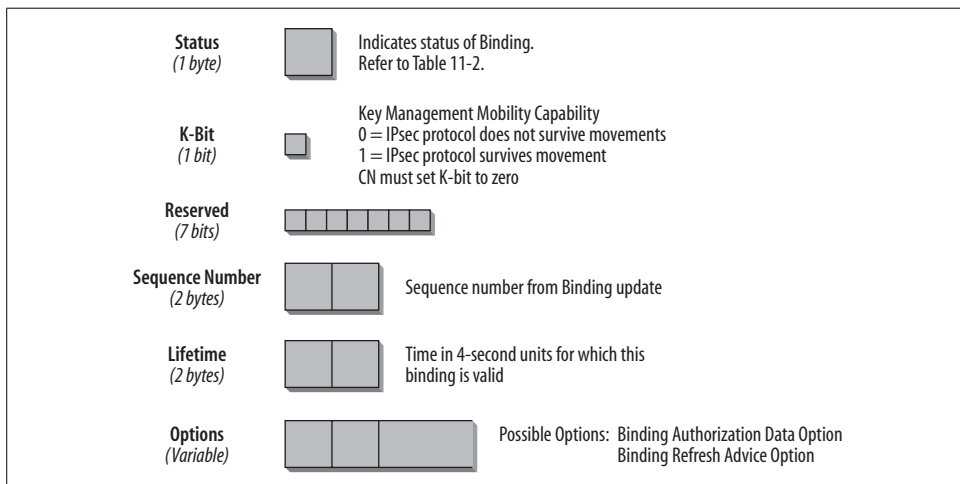 Status
(1 byte)
Indicates status of Binding.
Refer to Table 11-2.
K-Bit
(1 bit)
Key Management Mobility Capability
0 = IPsec protocol does not survive movements
1 = IPsec protocol survives movement
CN must set K-bit to zero
Reserved
(7 bits)
Sequence Number
(2 bytes)
Sequence number from Binding update
Lifetime
(2 bytes)
Time in 4-second units for which this
binding is valid
Options
(Variable)
Possible Options: Binding Authorization Data Option
Binding Refresh Advice Option